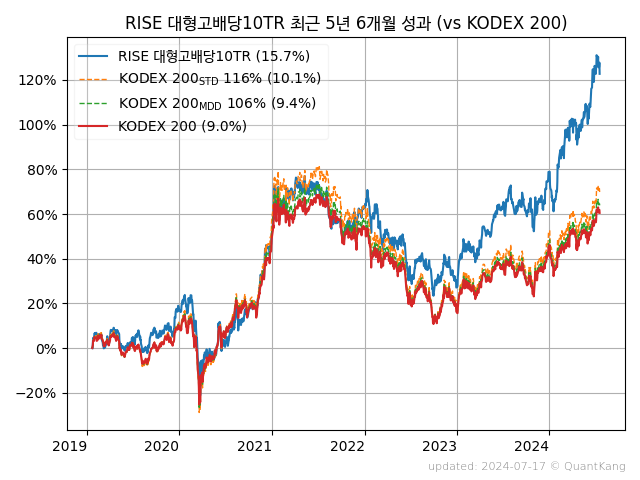 RISE 대형고배당10TR 최근 5년 6개월 성과 (vs KODEX 200)
RISE 대형고배당10TR (15.7%)
KODEX 200STD 116% (10.1%)
KODEX 200MDD 106% (9.4%)
KODEX 200 (9.0%)
120%
100%
80%
60%
40%
20%
0%
−20%
2019 2020 2021 2022 2023 2024
updated: 2024-07-17 © QuantKang